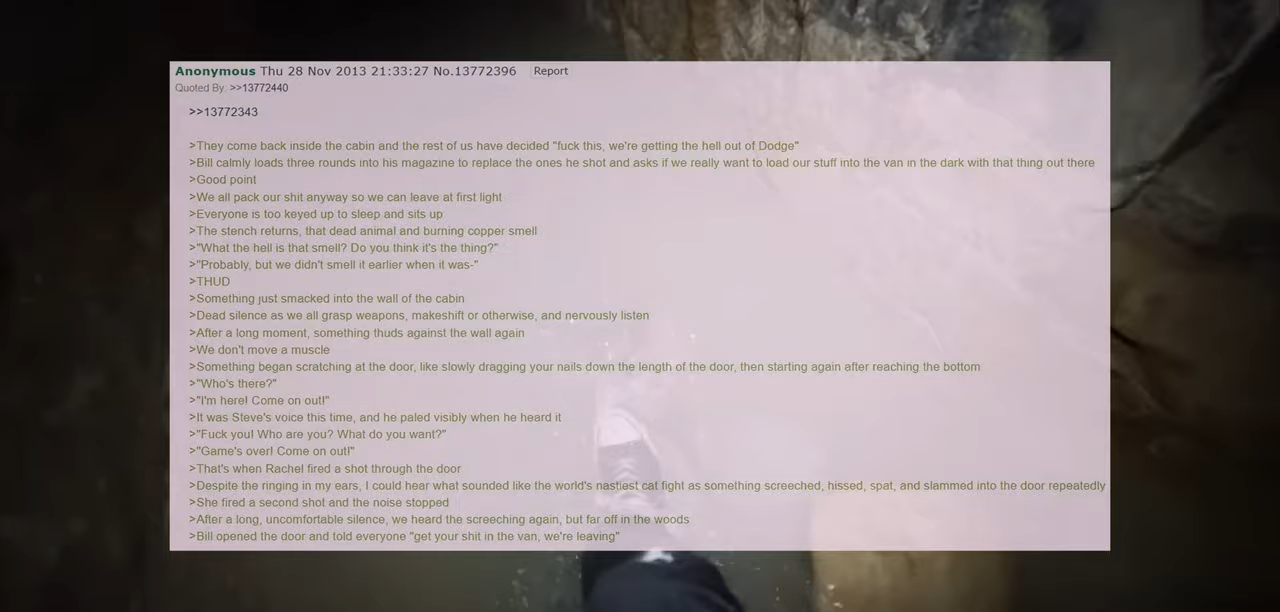 Anonymous Thu 28 Nov 2013 21:33:27 No.13772396 Report
Quoted By: >>13772440
>>13772343
>They come back inside the cabin and the rest of us have decided "fuck this, we're getting the hell out of Dodge"
>Bill calmly loads three rounds into his magazine to replace the ones he shot and asks if we really want to load our stuff into the van in the dark with that thing out there
>Good point
>We all pack our shit anyway so we can leave at first light
>Everyone is too keyed up to sleep and sits up
>The stench returns, that dead animal and burning copper smell
>"What the hell is that smell? Do you think it's the thing?"
>"Probably, but we didn't smell it earlier when it was-"
>THUD
>Something just smacked into the wall of the cabin
>Dead silence as we all grasp weapons, makeshift or otherwise, and nervously listen
>After a long moment, something thuds against the wall again
>We don't move a muscle
>Something began scratching at the door, like slowly dragging your nails down the length of the door, then starting again after reaching the bottom
>"Who's there?"
>"I'm here! Come on out!"
>It was Steve's voice this time, and he paled visibly when he heard it
>"Fuck you! Who are you? What do you want?"
>"Game's over! Come on out!"
>That's when Rachel fired a shot through the door
>Despite the ringing in my ears, I could hear what sounded like the world's nastiest cat fight as something screeched, hissed, spat, and slammed into the door repeatedly
>She fired a second shot and the noise stopped
>After a long, uncomfortable silence, we heard the screeching again, but far off in the woods
>Bill opened the door and told everyone "get your shit in the van, we're leaving"